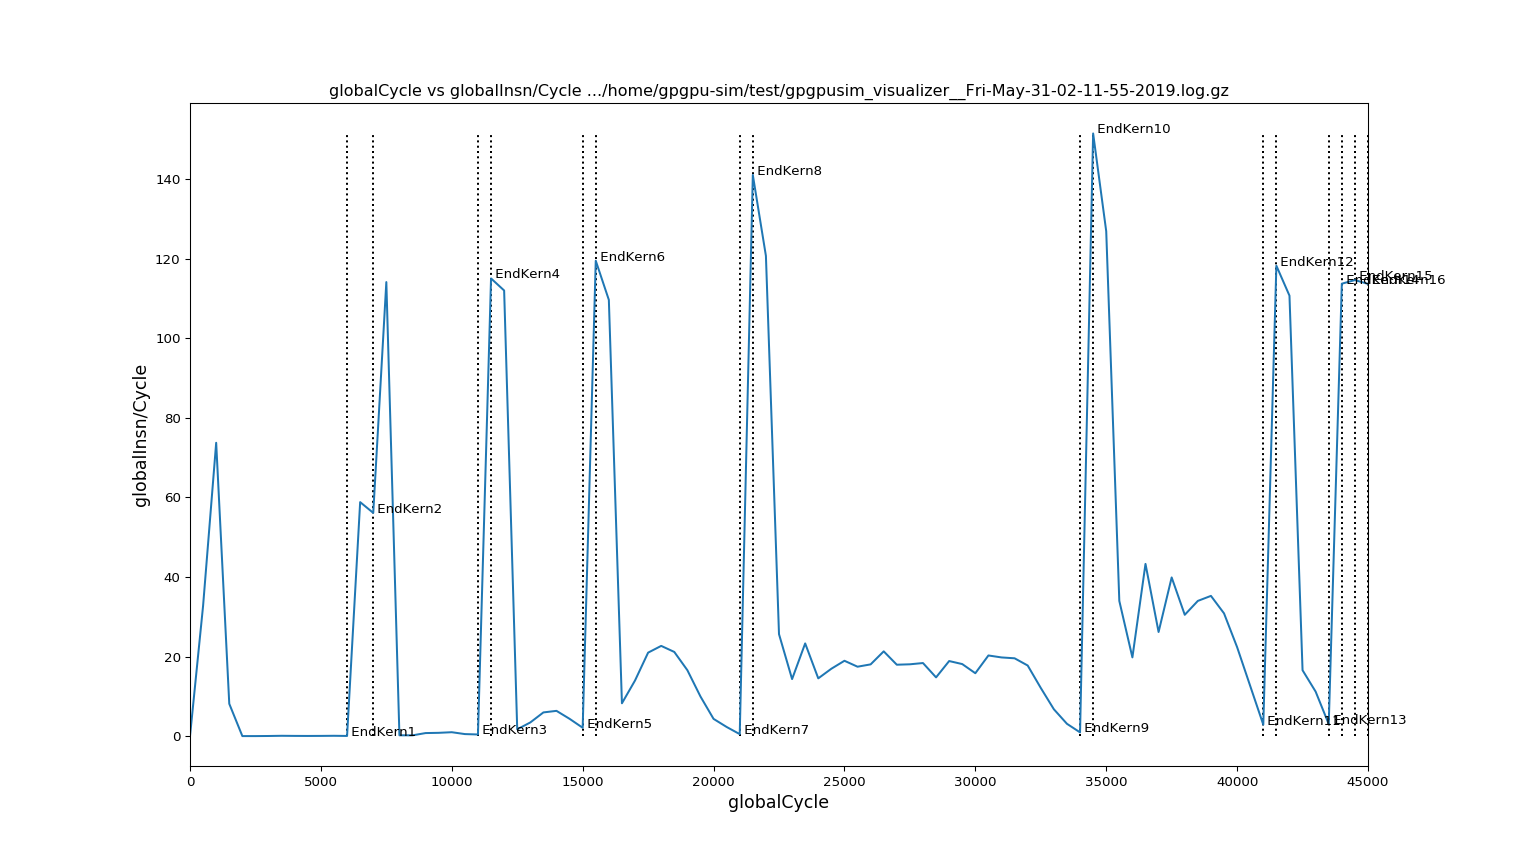 globalCycle vs globalInsn/Cycle .../home/gpgpu-sim/test/gpgpusim_visualizer__Fri-May-31-02-11-55-2019.log.gz
globalInsn/Cycle
140
120
100
80
60
40
20
0
EndKern10
EndKern8
EndKern4
EndKern6
EndKern12
EndKern15
EndKern14
EndKern16
EndKern2
EndKern1
EndKern3
EndKern5
EndKern7
EndKern9
EndKern11
EndKern13
0 5000 10000 15000 20000 25000 30000 35000 40000 45000
globalCycle